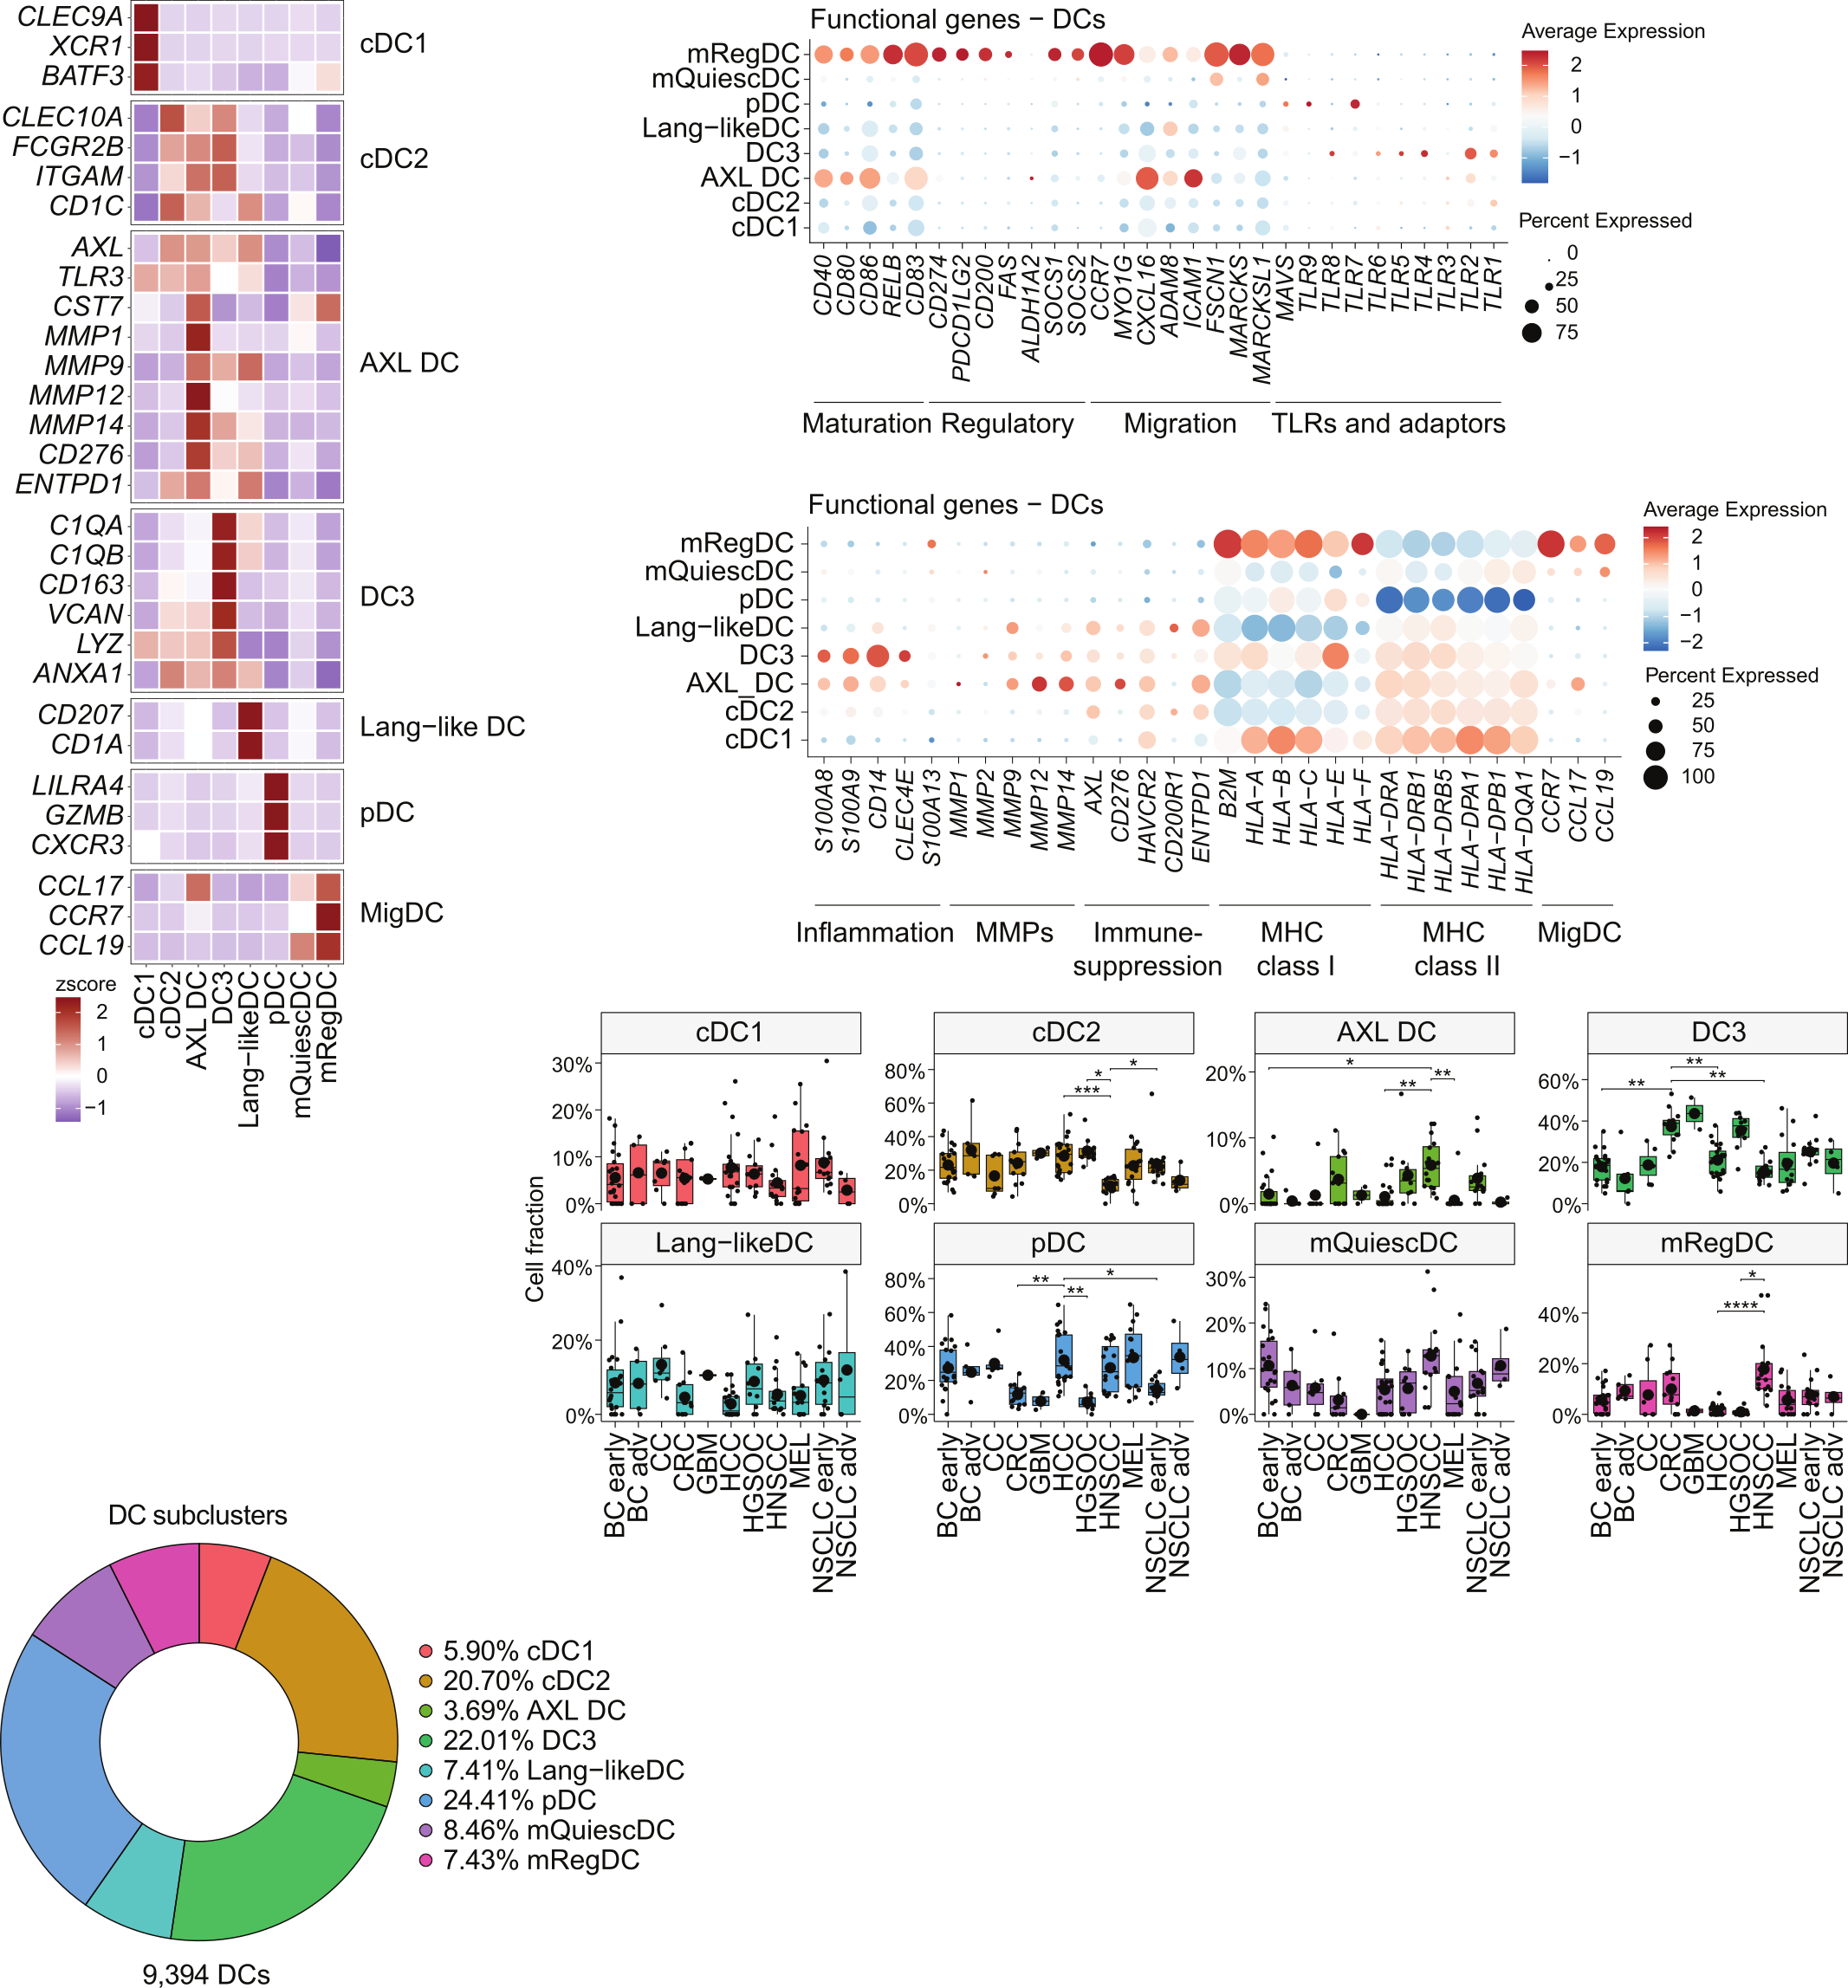 CLEC9A
XCR1
BATF3
cDC1
CLEC10A
FCGR2B
ITGAM
CD1C
cDC2
AXL
TLR3
CST7
MMP1
MMP9
MMP12
MMP14
CD276
ENTPD1
AXL DC
C1QA
C1QB
CD163
VCAN
LYZ
ANXA1
DC3
CD207
CD1A
Lang−like DC
LILRA4
GZMB
CXCR3
pDC
CCL17
CCR7
CCL19
MigDC
zscore
2
1
0
−1
cDC1
cDC2
AXL DC
DC3
Lang−likeDC
pDC
mQuiescDC
mRegDC
Functional genes − DCs
mRegDC
mQuiescDC
pDC
Lang−likeDC
DC3
AXL DC
cDC2
cDC1
CD40
CD80
CD86
RELB
CD83
CD274
PDCD1LG2
CD200
FAS
ALDH1A2
SOCS1
SOCS2
CCR7
MYO1G
CXCL16
ADAM8
ICAM1
FSCN1
MARCKS
MARCKSL1
MAVS
TLR9
TLR8
TLR7
TLR6
TLR5
TLR4
TLR3
TLR2
TLR1
Maturation
Regulatory
Migration
TLRs and adaptors
Average Expression
2
1
0
−1
Percent Expressed
0
25
50
75
Functional genes − DCs
mRegDC
mQuiescDC
pDC
Lang−likeDC
DC3
AXL_DC
cDC2
cDC1
S100A8
S100A9
CD14
CLEC4E
S100A13
MMP1
MMP2
MMP9
MMP12
MMP14
AXL
CD276
HAVCR2
CD200R1
ENTPD1
B2M
HLA−A
HLA−B
HLA−C
HLA−E
HLA−F
HLA−DRA
HLA−DRB1
HLA−DRB5
HLA−DPA1
HLA−DPB1
HLA−DQA1
CCR7
CCL17
CCL19
Inflammation
MMPs
Immune-
suppression
MHC
class I
MHC
class II
MigDC
Average Expression
2
1
0
−1
−2
Percent Expressed
25
50
75
100
Cell fraction
cDC1
30%
20%
10%
0%
cDC2
80%
60%
40%
20%
0%
***
*
*
AXL DC
20%
10%
0%
*
**
**
DC3
60%
40%
20%
0%
**
**
**
Lang−likeDC
40%
20%
0%
pDC
80%
60%
40%
20%
0%
**
*
**
mQuiescDC
30%
20%
10%
0%
mRegDC
40%
20%
0%
*
****
BC early
BC adv
CC
CRC
GBM
HCC
HGSOC
HNSCC
MEL
NSCLC early
NSCLC adv
BC early
BC adv
CC
CRC
GBM
HCC
HGSOC
HNSCC
MEL
NSCLC early
NSCLC adv
BC early
BC adv
CC
CRC
GBM
HCC
HGSOC
HNSCC
MEL
NSCLC early
NSCLC adv
BC early
BC adv
CC
CRC
GBM
HCC
HGSOC
HNSCC
MEL
NSCLC early
NSCLC adv
DC subclusters
5.90% cDC1
20.70% cDC2
3.69% AXL DC
22.01% DC3
7.41% Lang−likeDC
24.41% pDC
8.46% mQuiescDC
7.43% mRegDC
9,394 DCs